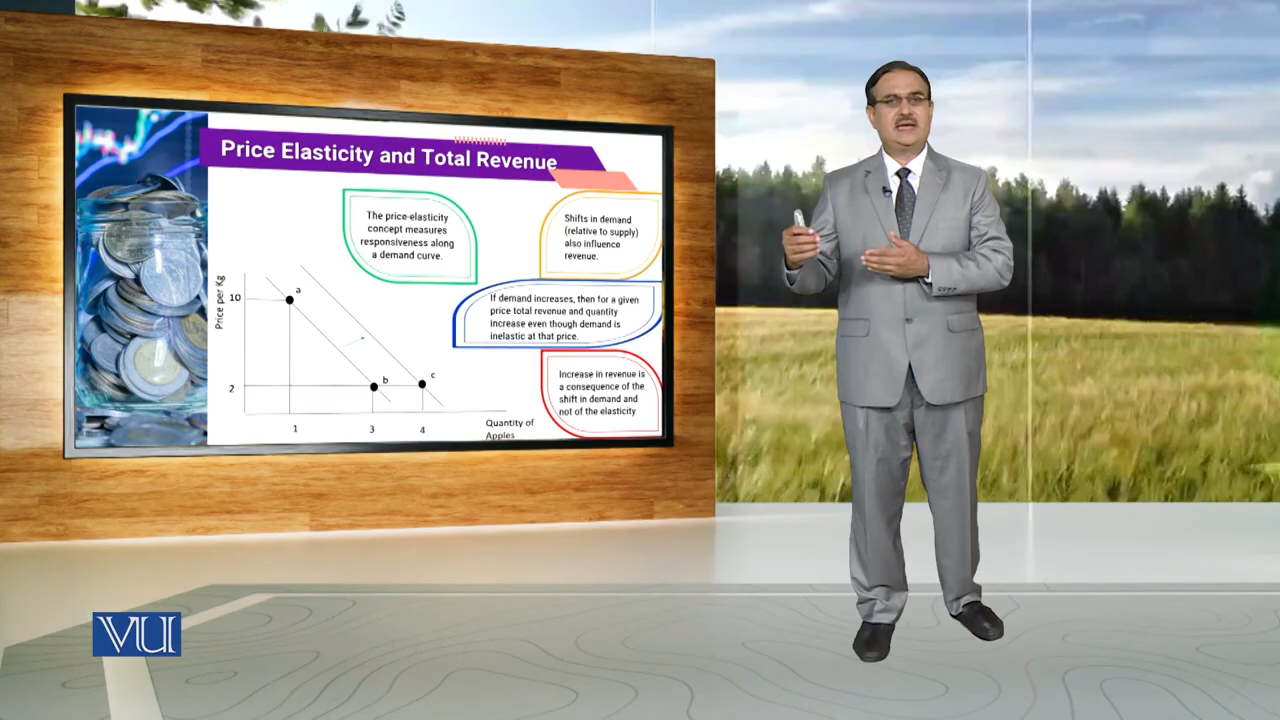 Price Elasticity and Total Revenue
The price-elasticity
concept measures
responsiveness along
a demand curve.
Shifts in demand
(relative to supply)
also influence
revenue.
If demand increases, then for a given
price total revenue and quantity
increase even though demand is
inelastic at that price.
Increase in revenue is
a consequence of the
shift in demand and
not of the elasticity
Price per Kg
10
2
a
b
c
1
3
4
Quantity of
Apples
VU